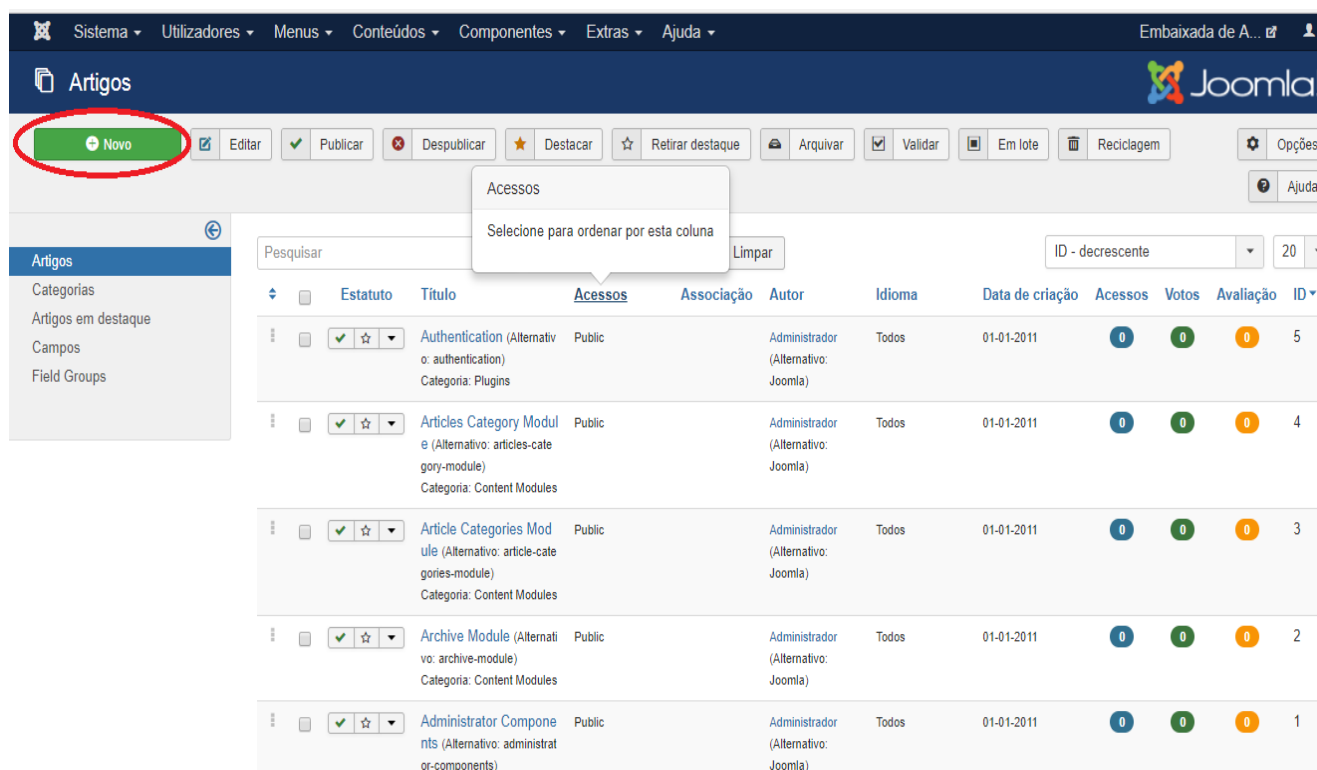 Sistema Utilizadores Menus Conteúdos Componentes Extras Ajuda Embaixada de A...
Artigos Joomla
Novo Editar Publicar Despublicar Destacar Retirar destaque Arquivar Validar Em lote Reciclagem Opções
Ajuda
Acessos
Selecione para ordenar por esta coluna
Pesquisar Limpar ID - decrescente 20
Artigos
Categorias
Artigos em destaque
Campos
Field Groups
Estatuto Título Acessos Associação Autor Idioma Data de criação Acessos Votos Avaliação ID
Authentication (Alternativ Public Administrador Todos 01-01-2011 0 0 0 5
o: authentication) (Alternativo:
Categoria: Plugins Joomla)
Articles Category Modul Public Administrador Todos 01-01-2011 0 0 0 4
e (Alternativo: articles-cate (Alternativo:
gory-module) Joomla)
Categoria: Content Modules
Article Categories Mod Public Administrador Todos 01-01-2011 0 0 0 3
ule (Alternativo: article-cate (Alternativo:
gories-module) Joomla)
Categoria: Content Modules
Archive Module (Alternati Public Administrador Todos 01-01-2011 0 0 0 2
vo: archive-module) (Alternativo:
Categoria: Content Modules Joomla)
Administrator Compone Public Administrador Todos 01-01-2011 0 0 0 1
nts (Alternativo: administrat (Alternativo:
or-components) Joomla)